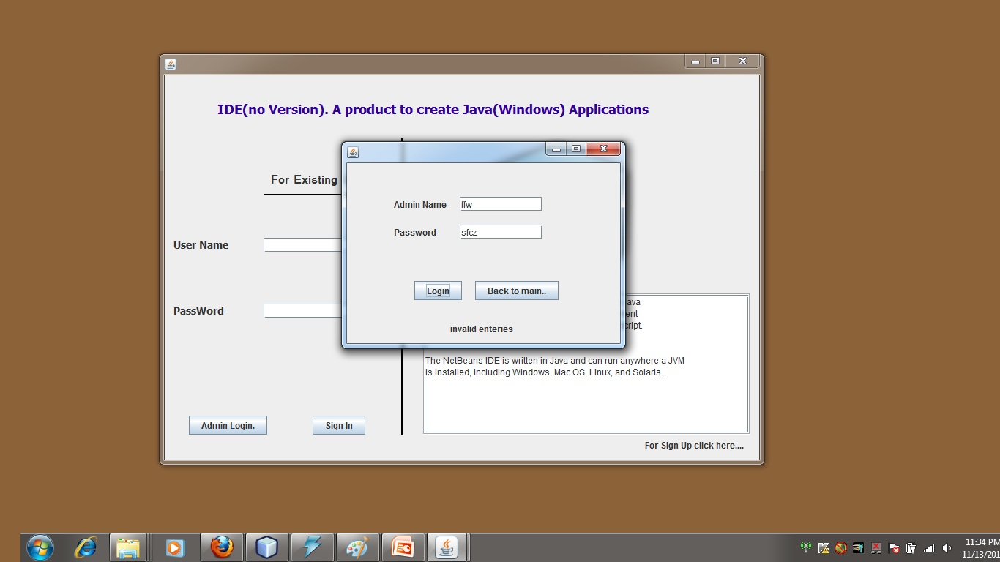 IDE(no Version). A product to create Java(Windows) Applications
For Existing
User Name
PassWord
Admin Login.
Sign In
Admin Name
ffw
Password
sfcz
Login
Back to main..
invalid enteries
The NetBeans IDE is written in Java and can run anywhere a JVM
is installed, including Windows, Mac OS, Linux, and Solaris.
For Sign Up click here....
11:34 PM
11/13/201